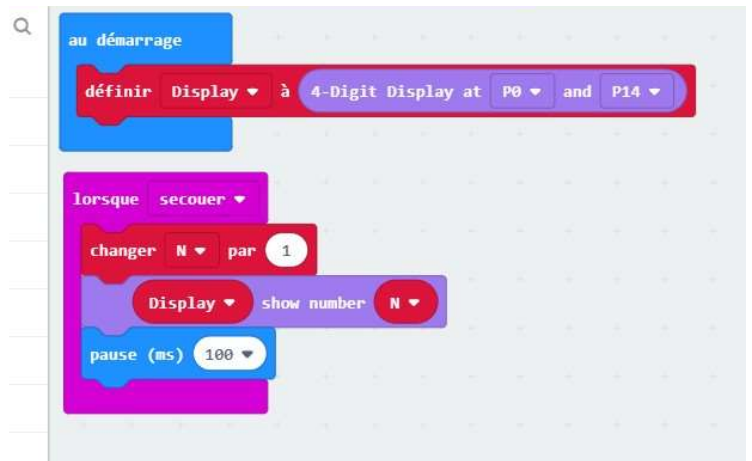 au démarrage
définir Display à 4-Digit Display at P0 and P14
lorsque secouer
changer N par 1
Display show number N
pause (ms) 100